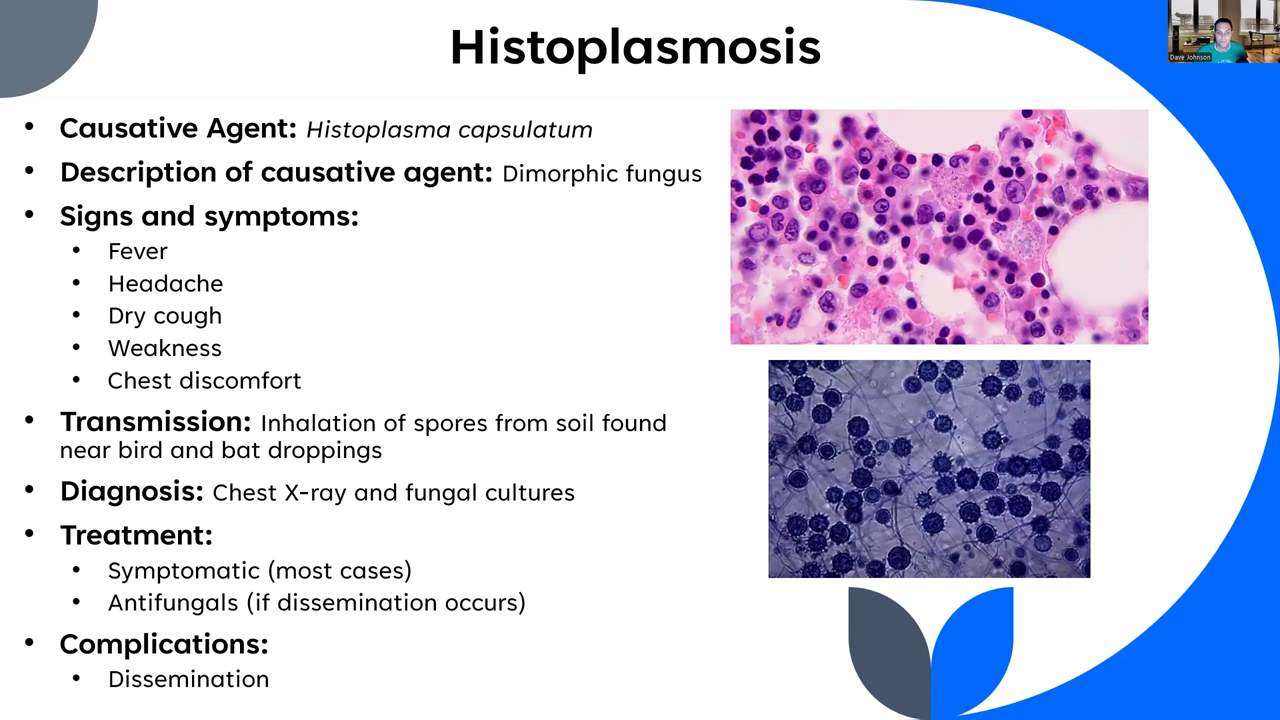 Histoplasmosis
Dave Johnson
• Causative Agent: Histoplasma capsulatum
• Description of causative agent: Dimorphic fungus
• Signs and symptoms:
• Fever
• Headache
• Dry cough
• Weakness
• Chest discomfort
• Transmission: Inhalation of spores from soil found
near bird and bat droppings
• Diagnosis: Chest X-ray and fungal cultures
• Treatment:
• Symptomatic (most cases)
• Antifungals (if dissemination occurs)
• Complications:
• Dissemination